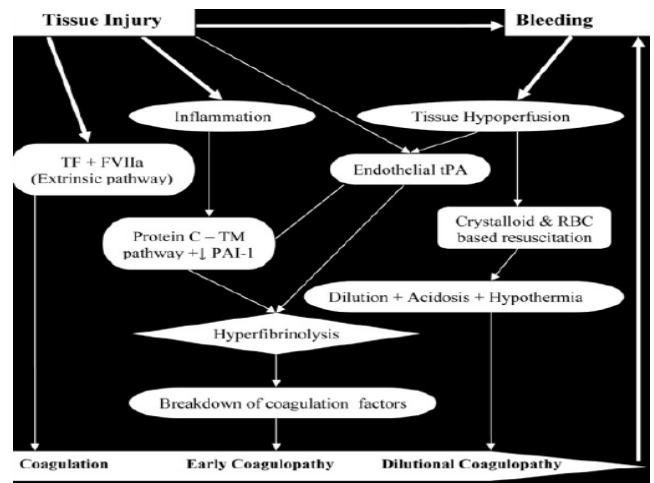 Tissue Injury
Bleeding
Inflammation
Tissue Hypoperfusion
TF + FVIIa
(Extrinsic pathway)
Endothelial tPA
Protein C – TM
pathway +↓ PAI-1
Crystalloid & RBC
based resuscitation
Dilution + Acidosis + Hypothermia
Hyperfibrinolysis
Breakdown of coagulation factors
Coagulation
Early Coagulopathy
Dilutional Coagulopathy